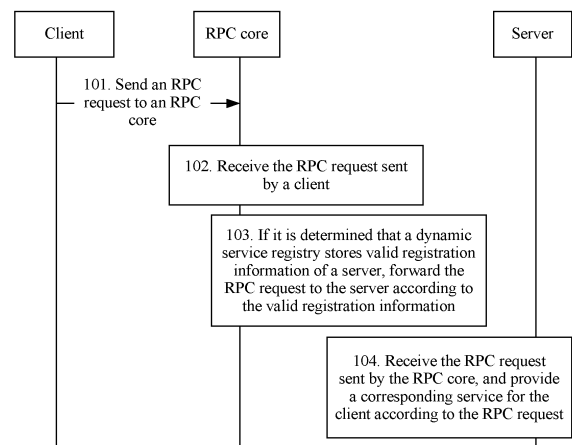 Client
RPC core
Server
101. Send an RPC
request to an RPC
core
102. Receive the RPC request sent
by a client
103. If it is determined that a dynamic
service registry stores valid registration
information of a server, forward the
RPC request to the server according to
the valid registration information
104. Receive the RPC request
sent by the RPC core, and provide
a corresponding service for the
client according to the RPC request